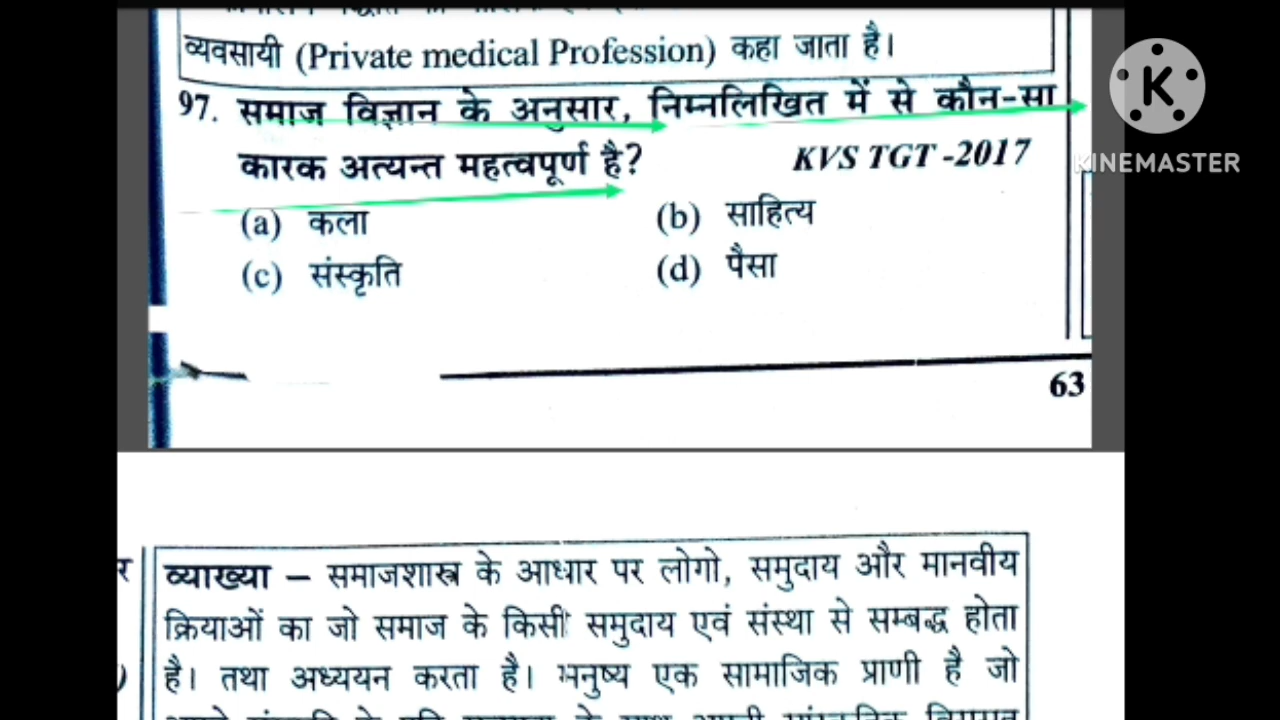 व्यवसायी (Private medical Profession) कहा जाता है।
97. समाज विज्ञान के अनुसार, निम्नलिखित में से कौन-सा
कारक अत्यन्त महत्वपूर्ण है? KVS TGT -2017
(a) कला (b) साहित्य
(c) संस्कृति (d) पैसा
63
K
KINEMASTER
व्याख्या – समाजशास्त्र के आधार पर लोगो, समुदाय और मानवीय
क्रियाओं का जो समाज के किसी समुदाय एवं संस्था से सम्बद्ध होता
है। तथा अध्ययन करता है। मनुष्य एक सामाजिक प्राणी है जो